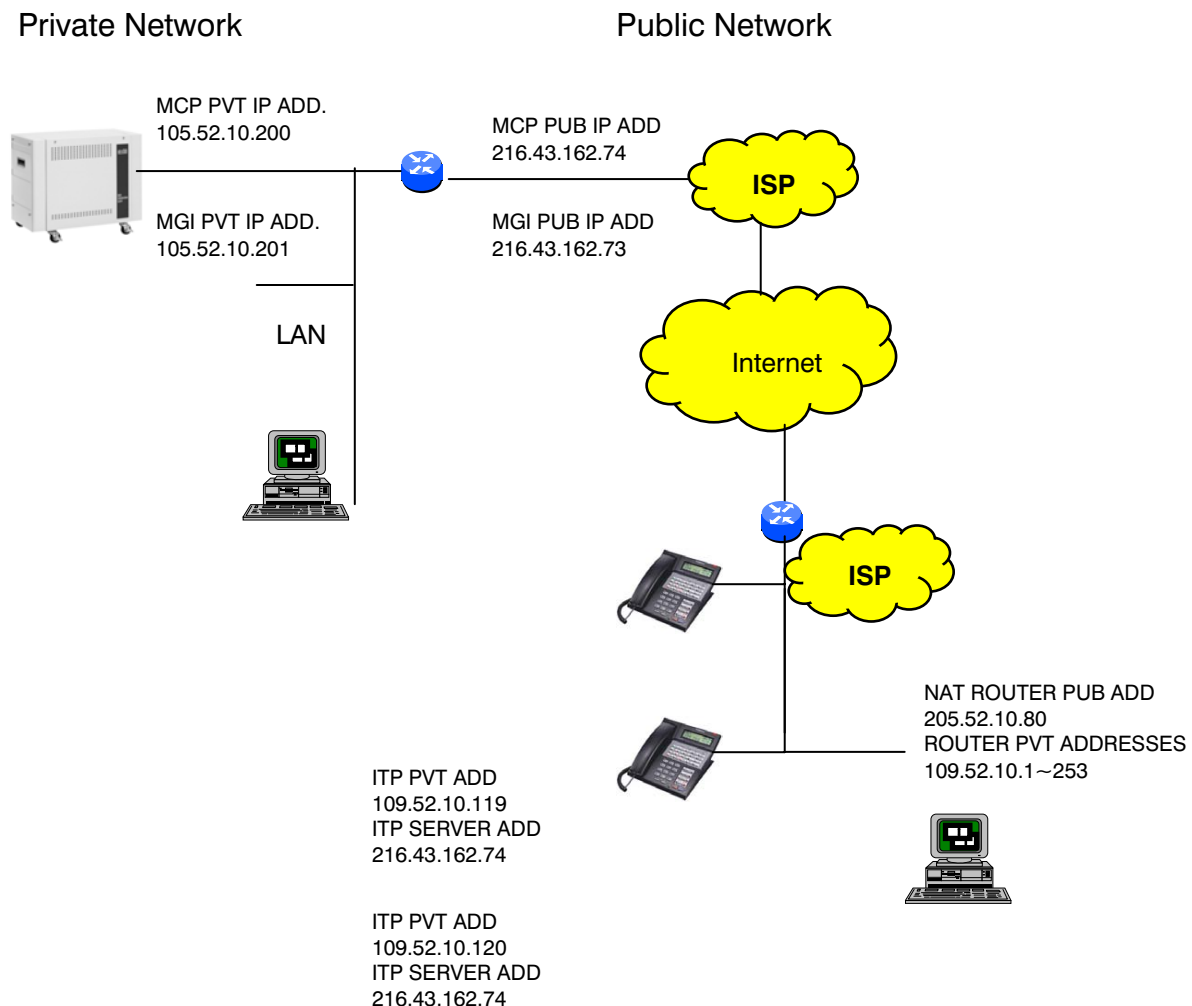 Private Network
Public Network
MCP PVT IP ADD.
105.52.10.200
MCP PUB IP ADD
216.43.162.74
ISP
MGI PVT IP ADD.
105.52.10.201
MGI PUB IP ADD
216.43.162.73
LAN
Internet
ISP
NAT ROUTER PUB ADD
205.52.10.80
ROUTER PVT ADDRESSES
109.52.10.1~253
ITP PVT ADD
109.52.10.119
ITP SERVER ADD
216.43.162.74
ITP PVT ADD
109.52.10.120
ITP SERVER ADD
216.43.162.74